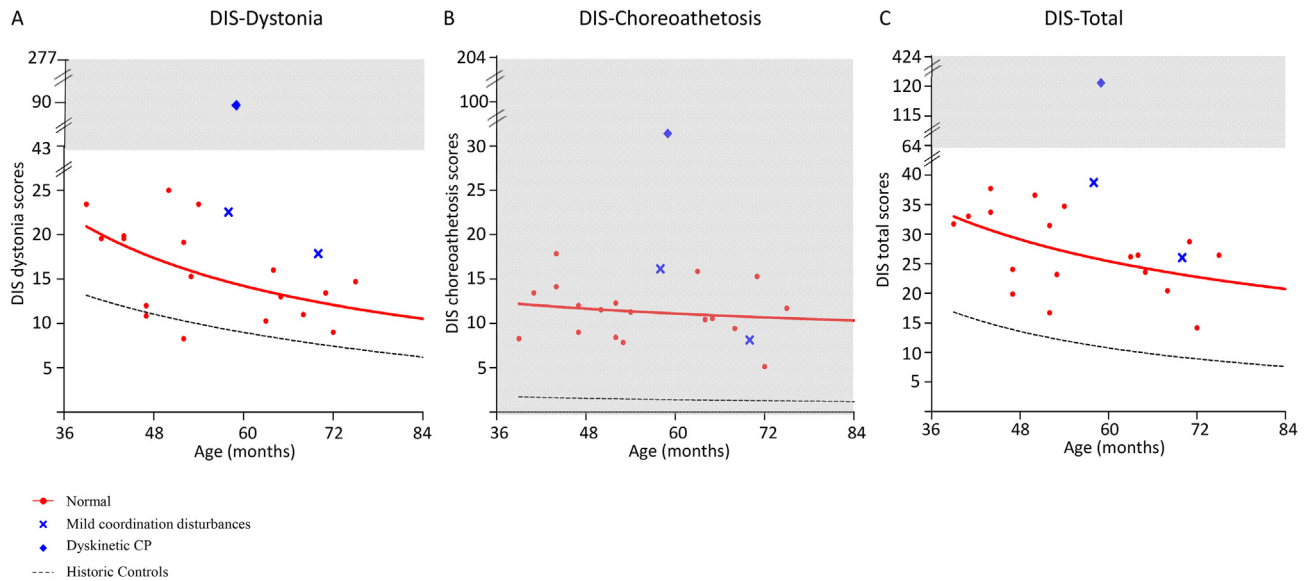 A DIS-Dystonia
277
90
43
25
20
15
10
5
DIS dystonia scores
36 48 60 72 84
Age (months)
B DIS-Choreoathetosis
204
100
30
25
20
15
10
5
DIS choreoathetosis scores
36 48 60 72 84
Age (months)
C DIS-Total
424
120
115
64
40
35
30
25
20
15
10
5
DIS total scores
36 48 60 72 84
Age (months)
Normal
Mild coordination disturbances
Dyskinetic CP
Historic Controls